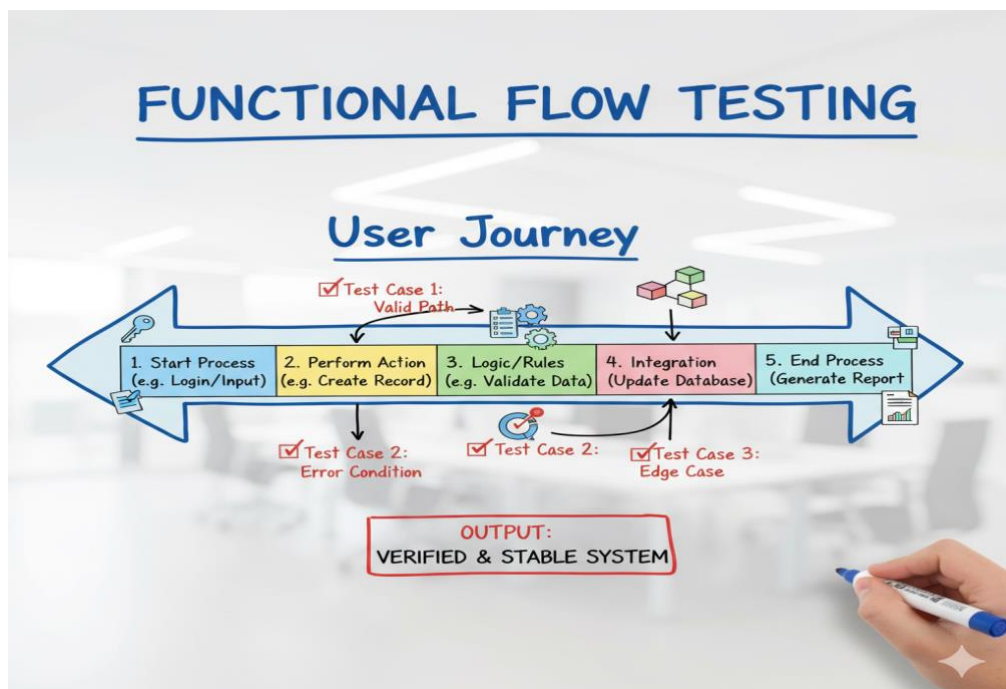 FUNCTIONAL FLOW TESTING
User Journey
Test Case 1:
Valid Path
1. Start Process
(e.g. Login/Input)
2. Perform Action
(e.g. Create Record)
3. Logic/Rules
(e.g. Validate Data)
4. Integration
(Update Database)
5. End Process
(Generate Report
Test Case 2:
Error Condition
Test Case 2:
Test Case 3:
Edge Case
OUTPUT:
VERIFIED & STABLE SYSTEM